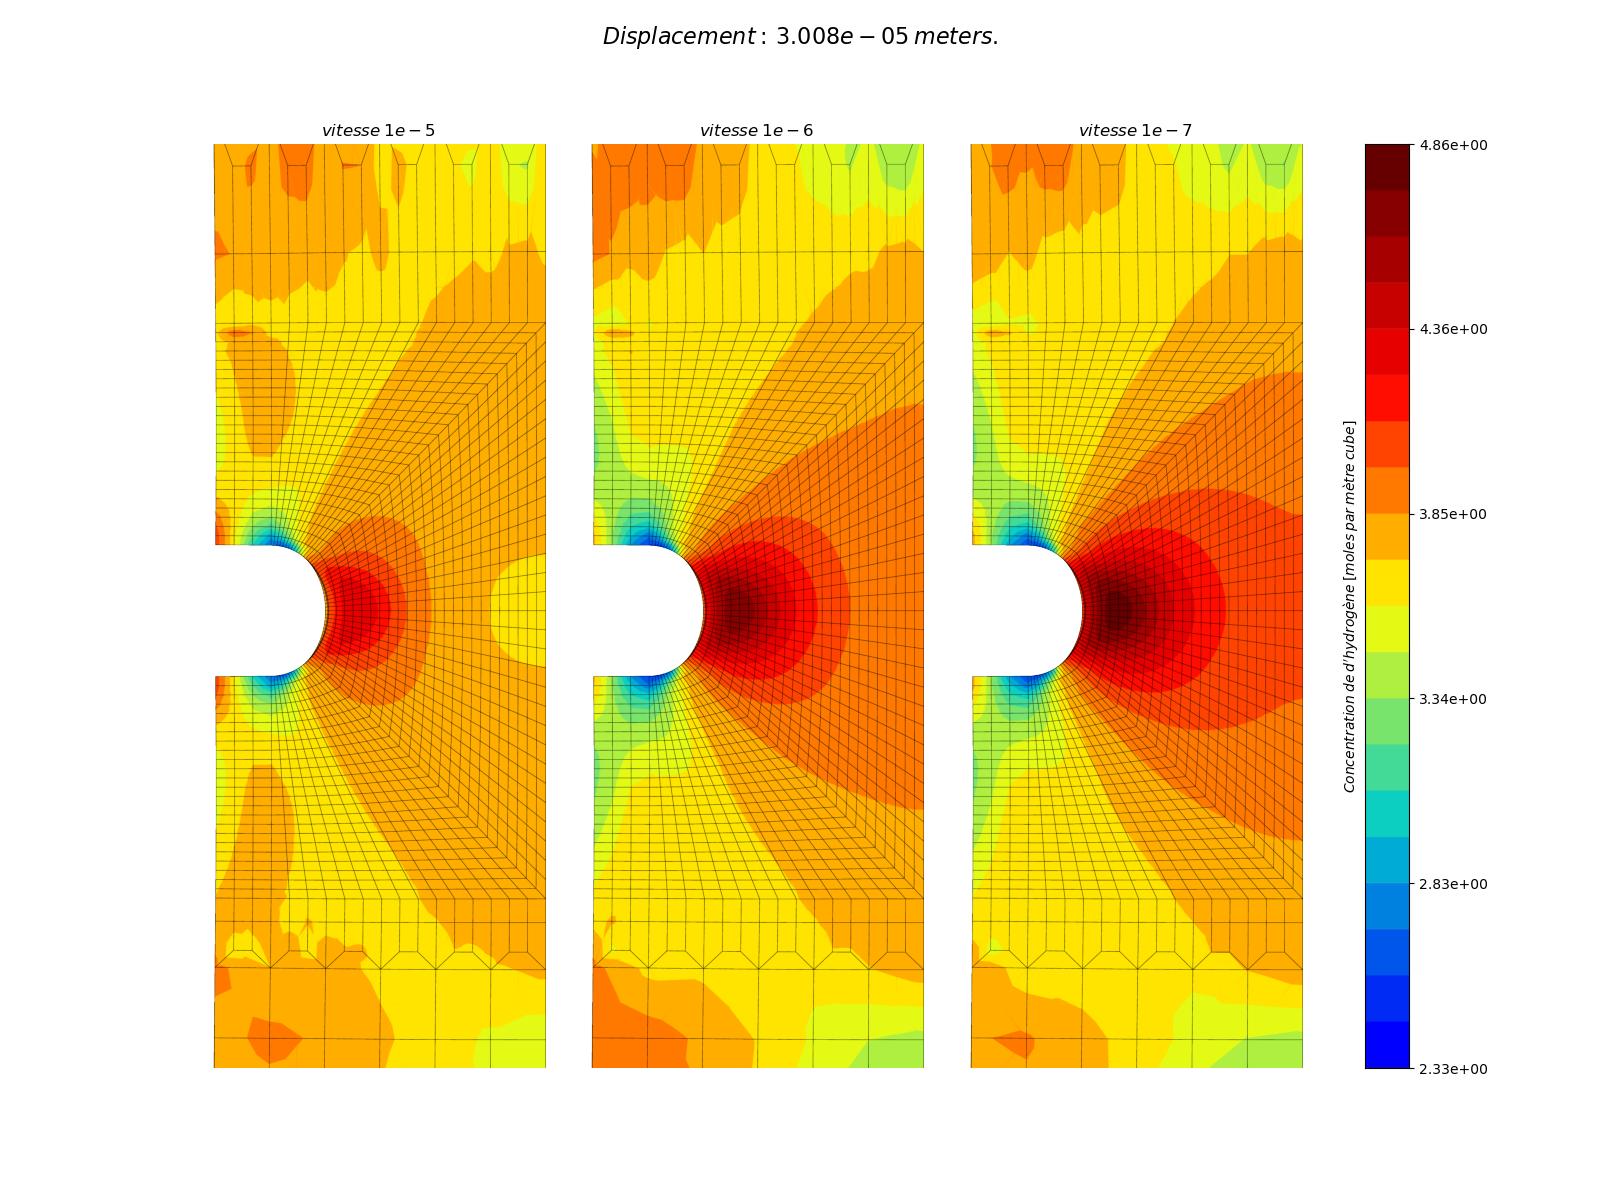 Displacement : 3.008e − 05 meters.
vitesse 1e − 5
vitesse 1e − 6
vitesse 1e − 7
4.86e+00
4.36e+00
3.85e+00
3.34e+00
2.83e+00
2.33e+00
Concentration de d'hydrogène [moles par mètre cube]